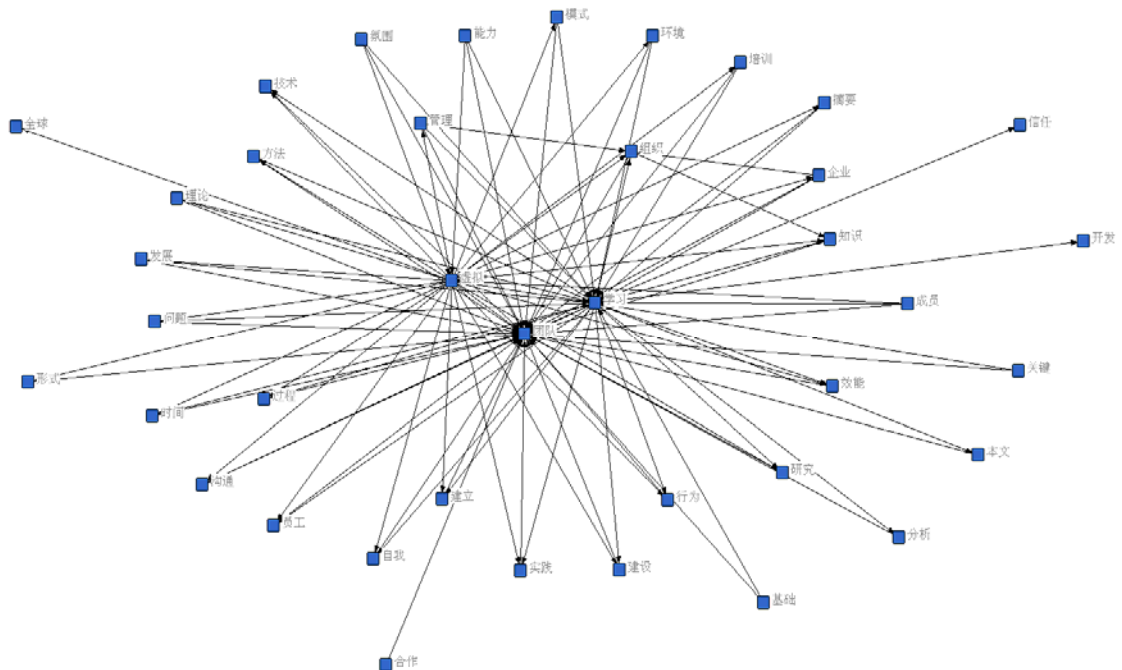 模式
能力
环境
氛围
培训
技术
摘要
管理
信任
全球
组织
方法
企业
理论
知识
开发
发展
虚拟
学习
成员
问题
团队
关键
形式
效能
过程
时间
本文
研究
沟通
建立
行为
员工
分析
自我
实践
建设
基础
合作